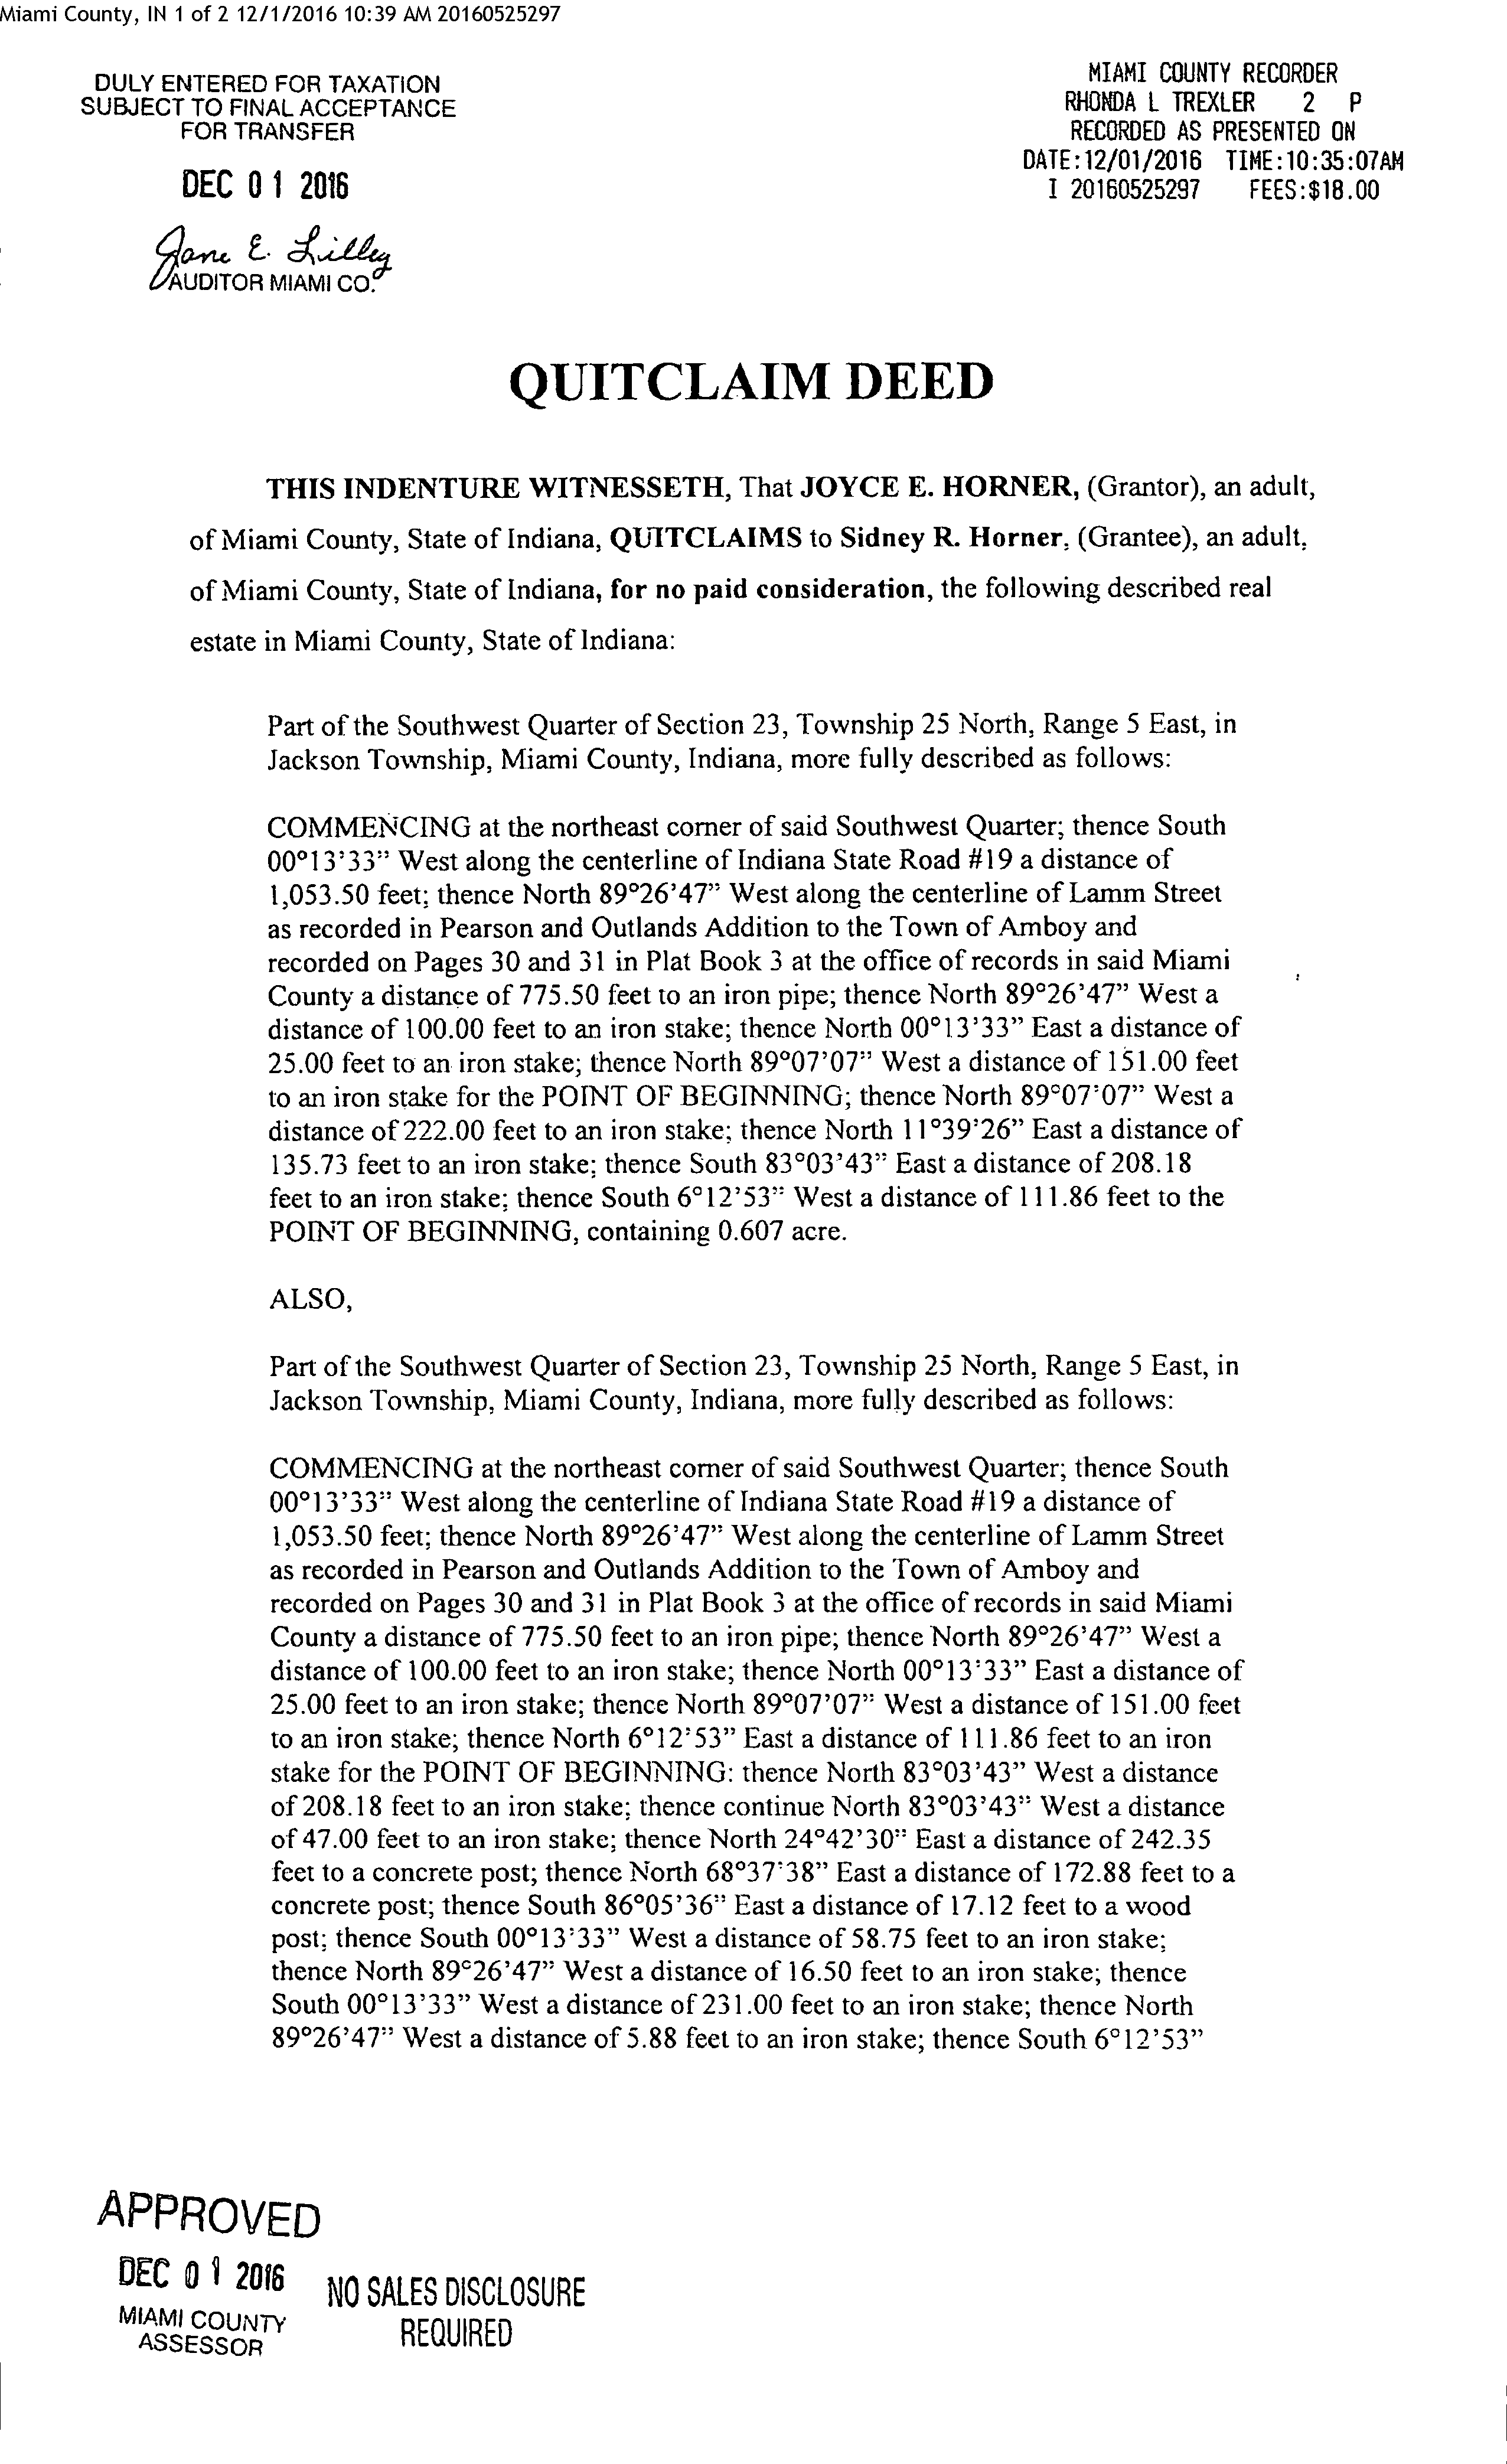 Miami County, IN 1 of 2 12/1/2016 10:39 AM 20160525297
DULY ENTERED FOR TAXATION
SUBJECT TO FINAL ACCEPTANCE
FOR TRANSFER
DEC 01 2016
Jane E. Lilley
AUDITOR MIAMI CO.
MIAMI COUNTY RECORDER
RHONDA L TREXLER 2 P
RECORDED AS PRESENTED ON
DATE:12/01/2016 TIME:10:35:07AM
I 20160525297 FEES:$18.00
QUITCLAIM DEED
THIS INDENTURE WITNESSETH, That JOYCE E. HORNER, (Grantor), an adult,
of Miami County, State of Indiana, QUITCLAIMS to Sidney R. Horner, (Grantee), an adult,
of Miami County, State of Indiana, for no paid consideration, the following described real
estate in Miami County, State of Indiana:
Part of the Southwest Quarter of Section 23, Township 25 North, Range 5 East, in
Jackson Township, Miami County, Indiana, more fully described as follows:
COMMENCING at the northeast corner of said Southwest Quarter; thence South
00°13'33" West along the centerline of Indiana State Road #19 a distance of
1,053.50 feet; thence North 89°26'47" West along the centerline of Lamm Street
as recorded in Pearson and Outlands Addition to the Town of Amboy and
recorded on Pages 30 and 31 in Plat Book 3 at the office of records in said Miami
County a distance of 775.50 feet to an iron pipe; thence North 89°26'47" West a
distance of 100.00 feet to an iron stake; thence North 00°13'33" East a distance of
25.00 feet to an iron stake; thence North 89°07'07" West a distance of 151.00 feet
to an iron stake for the POINT OF BEGINNING; thence North 89°07'07" West a
distance of 222.00 feet to an iron stake; thence North 11°39'26" East a distance of
135.73 feet to an iron stake; thence South 83°03'43" East a distance of 208.18
feet to an iron stake; thence South 6°12'53" West a distance of 111.86 feet to the
POINT OF BEGINNING, containing 0.607 acre.
ALSO,
Part of the Southwest Quarter of Section 23, Township 25 North, Range 5 East, in
Jackson Township, Miami County, Indiana, more fully described as follows:
COMMENCING at the northeast corner of said Southwest Quarter; thence South
00°13'33" West along the centerline of Indiana State Road #19 a distance of
1,053.50 feet; thence North 89°26'47" West along the centerline of Lamm Street
as recorded in Pearson and Outlands Addition to the Town of Amboy and
recorded on Pages 30 and 31 in Plat Book 3 at the office of records in said Miami
County a distance of 775.50 feet to an iron pipe; thence North 89°26'47" West a
distance of 100.00 feet to an iron stake; thence North 00°13'33" East a distance of
25.00 feet to an iron stake; thence North 89°07'07" West a distance of 151.00 feet
to an iron stake; thence North 6°12'53" East a distance of 111.86 feet to an iron
stake for the POINT OF BEGINNING: thence North 83°03'43" West a distance
of 208.18 feet to an iron stake; thence continue North 83°03'43" West a distance
of 47.00 feet to an iron stake; thence North 24°42'30" East a distance of 242.35
feet to a concrete post; thence North 68°37'38" East a distance of 172.88 feet to a
concrete post; thence South 86°05'36" East a distance of 17.12 feet to a wood
post; thence South 00°13'33" West a distance of 58.75 feet to an iron stake;
thence North 89°26'47" West a distance of 16.50 feet to an iron stake; thence
South 00°13'33" West a distance of 231.00 feet to an iron stake; thence North
89°26'47" West a distance of 5.88 feet to an iron stake; thence South 6°12'53"
APPROVED
DEC 01 2016
MIAMI COUNTY
ASSESSOR
NO SALES DISCLOSURE
REQUIRED